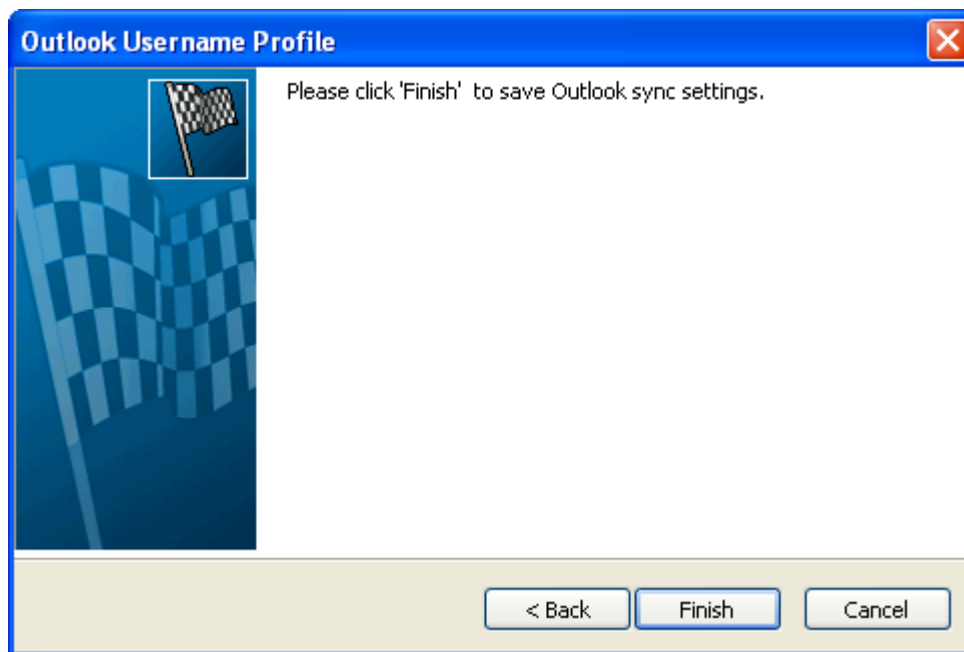 Outlook Username Profile
Please click 'Finish'  to save Outlook sync settings.
< Back
Finish
Cancel